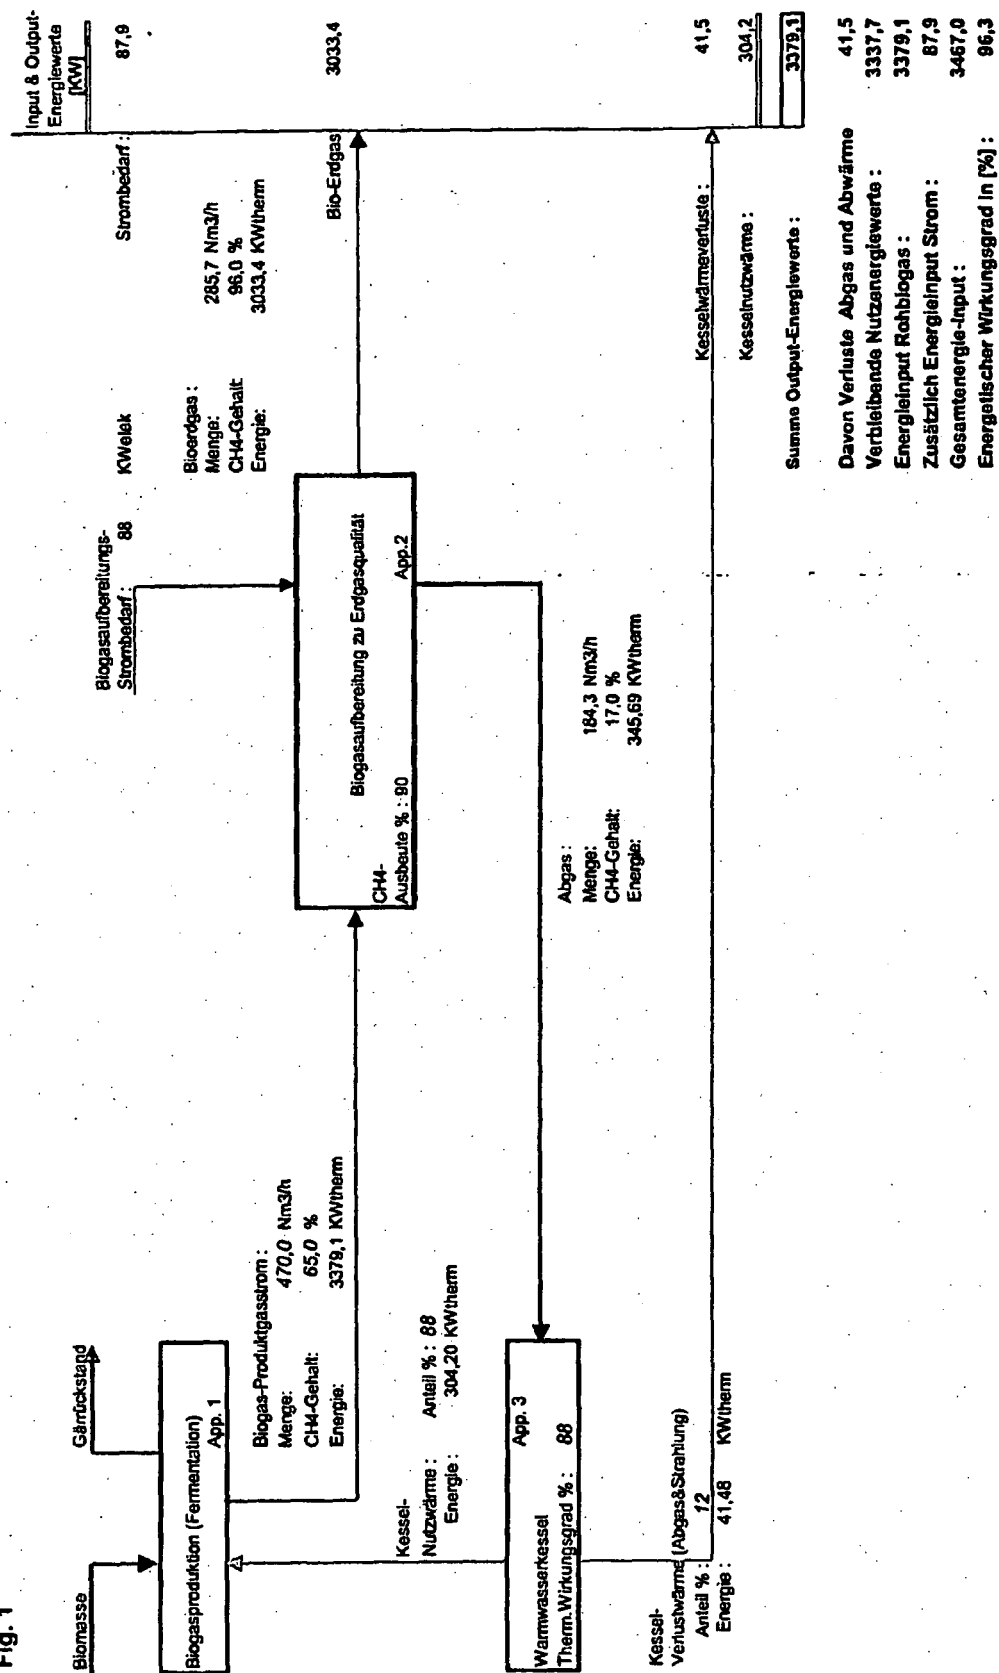 Fig. 1
Biomasse
Gärrückstand
Biogasproduktion (Fermentation)
App. 1
Biogas-Produktgasstrom :
Menge: 470,0 Nm3/h
CH4-Gehalt: 65,0 %
Energie: 3379,1 KWtherm
Kessel-
Nutzwärme : Anteil % : 88
Energie : 304,20 KWtherm
Warmwasserkessel
App. 3
Therm.Wirkungsgrad % : 88
Kessel-
Verlustwärme (Abgas&Strahlung)
Anteil % : 12
Energie : 41,48 KWtherm
Biogasaufbereitungs-
Strombedarf : 88 KWelek
Biogasaufbereitung zu Erdgasqualität
CH4-
Ausbeute % : 90
App.2
Abgas :
Menge: 184,3 Nm3/h
CH4-Gehalt: 17,0 %
Energie: 345,69 KWtherm
Bioerdgas :
Menge: 285,7 Nm3/h
CH4-Gehalt: 96,0 %
Energie: 3033,4 KWtherm
Input & Output-
Energiewerte
[KW]
Strombedarf : 87,9
Bio-Erdgas 3033,4
Kesselwärmeverluste : 41,5
Kesselnutzwärme : 304,2
Summe Output-Energiewerte : 3379,1
Davon Verluste Abgas und Abwärme 41,5
Verbleibende Nutzenergiewerte : 3337,7
Energieinput Rohbiogas : 3379,1
Zusätzlich Energieinput Strom : 87,9
Gesamtenergie-Input : 3467,0
Energetischer Wirkungsgrad in [%] : 96,3